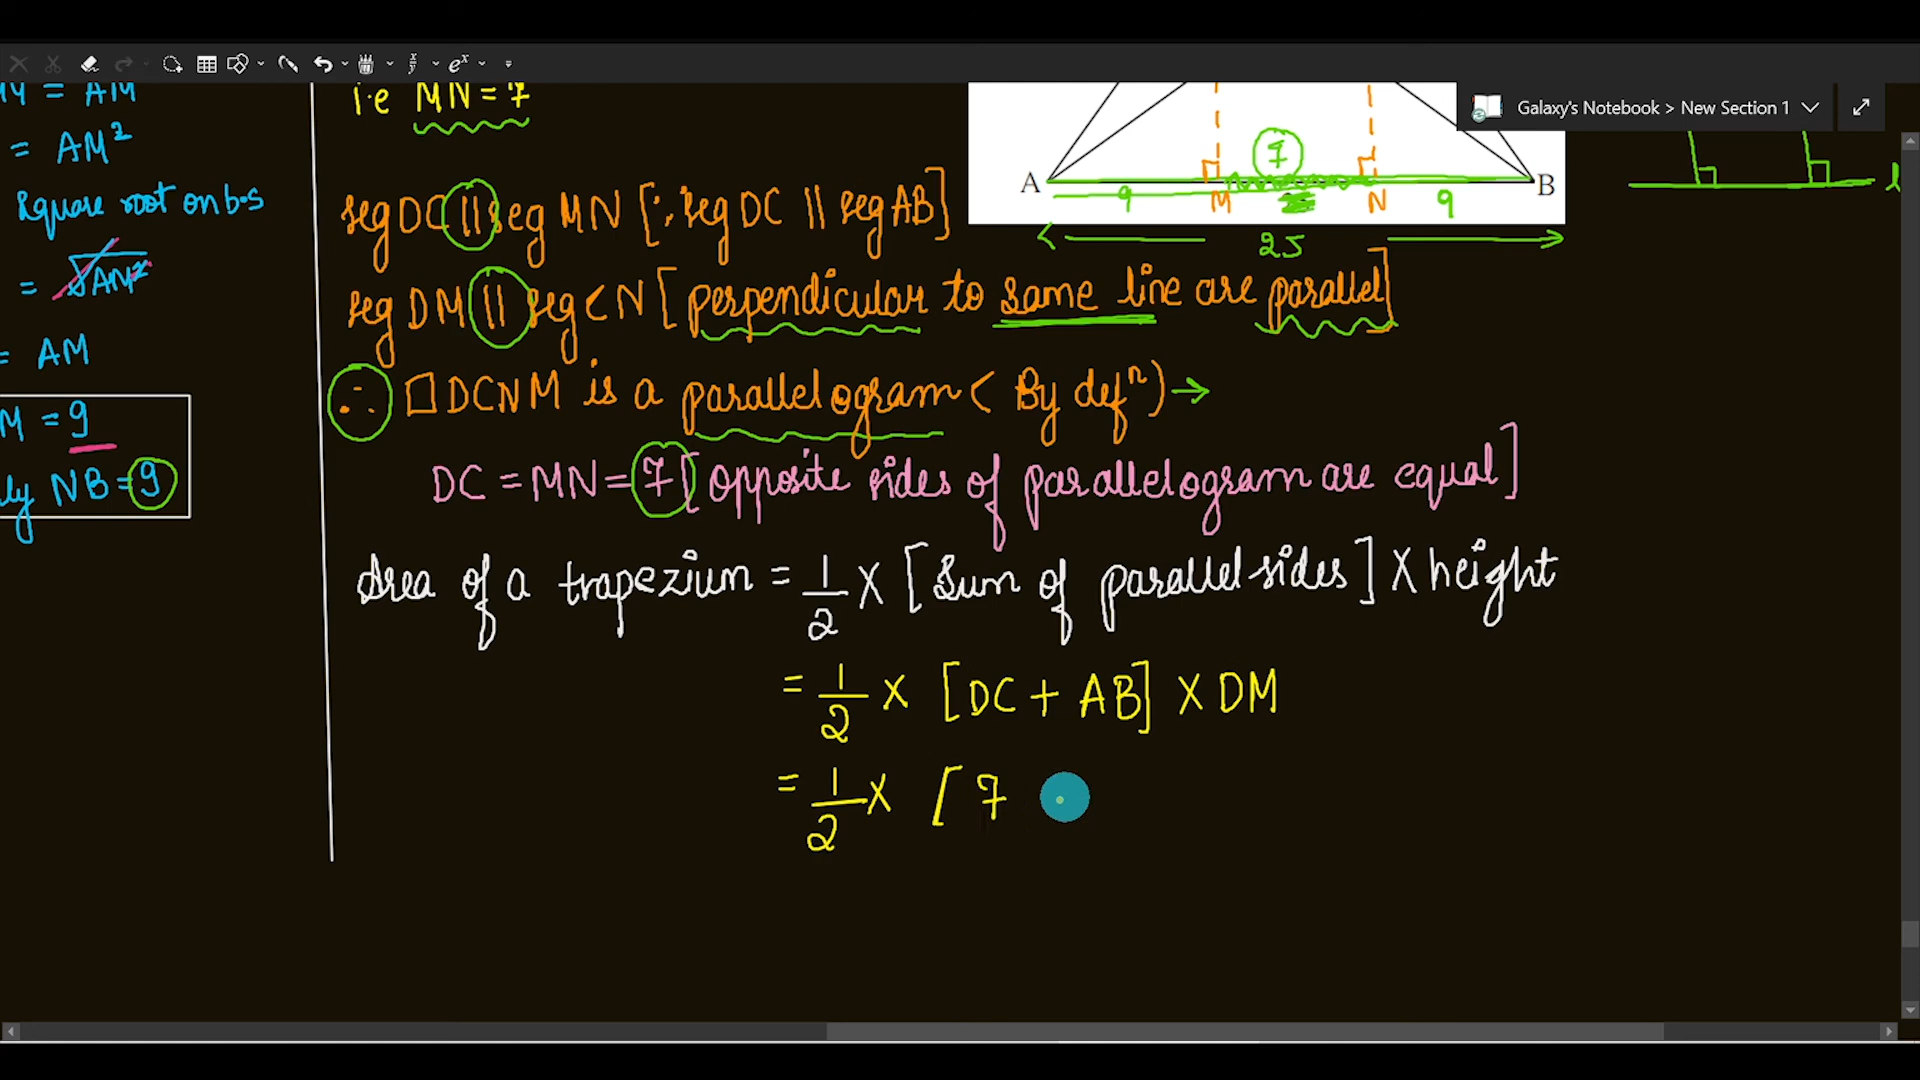 = AM
= AM²
Square root on b.s
= √AM²
= AM
M = 9
NB = 9
i.e MN = 7
seg DC || seg MN [∵ seg DC || seg AB]
seg DM || seg CN [perpendicular to same line are parallel]
∴ □DCNM is a parallelogram ( By defⁿ) →
DC = MN = 7 [opposite sides of parallelogram are equal]
Area of a trapezium = 1/2 X [Sum of parallel sides] X height
= 1/2 X [DC + AB] X DM
= 1/2 X [ 7
Galaxy's Notebook > New Section 1
7
A
B
9
M
N
9
25
l